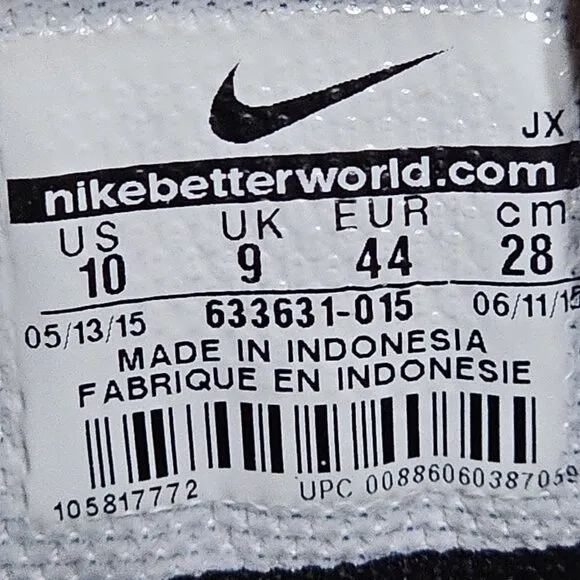 JX
nikebetterworld.com
US UK EUR cm
10 9 44 28
05/13/15 633631-015 06/11/15
MADE IN INDONESIA
FABRIQUE EN INDONESIE
105817772 UPC 00886060387059